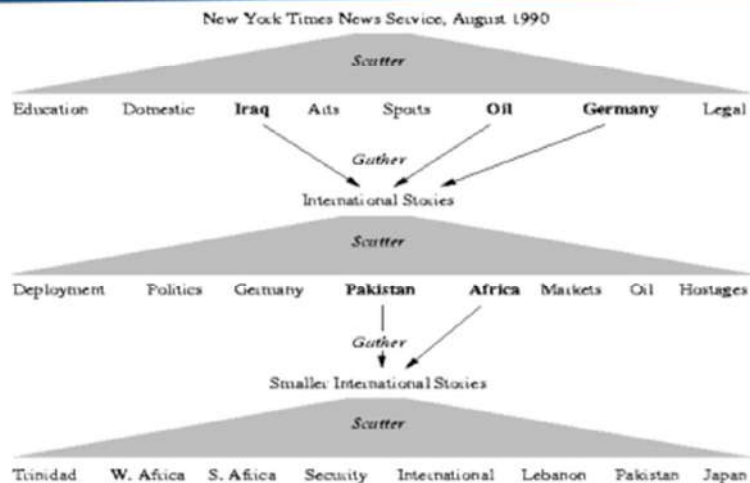 New York Times News Service, August 1990
Scatter
Education Domestic Iraq Arts Sports Oil Germany Legal
Gather
International Stories
Scatter
Deployment Politics Germany Pakistan Africa Markets Oil Hostages
Gather
Smaller International Stories
Scatter
Trinidad W. Africa S. Africa Security International Lebanon Pakistan Japan